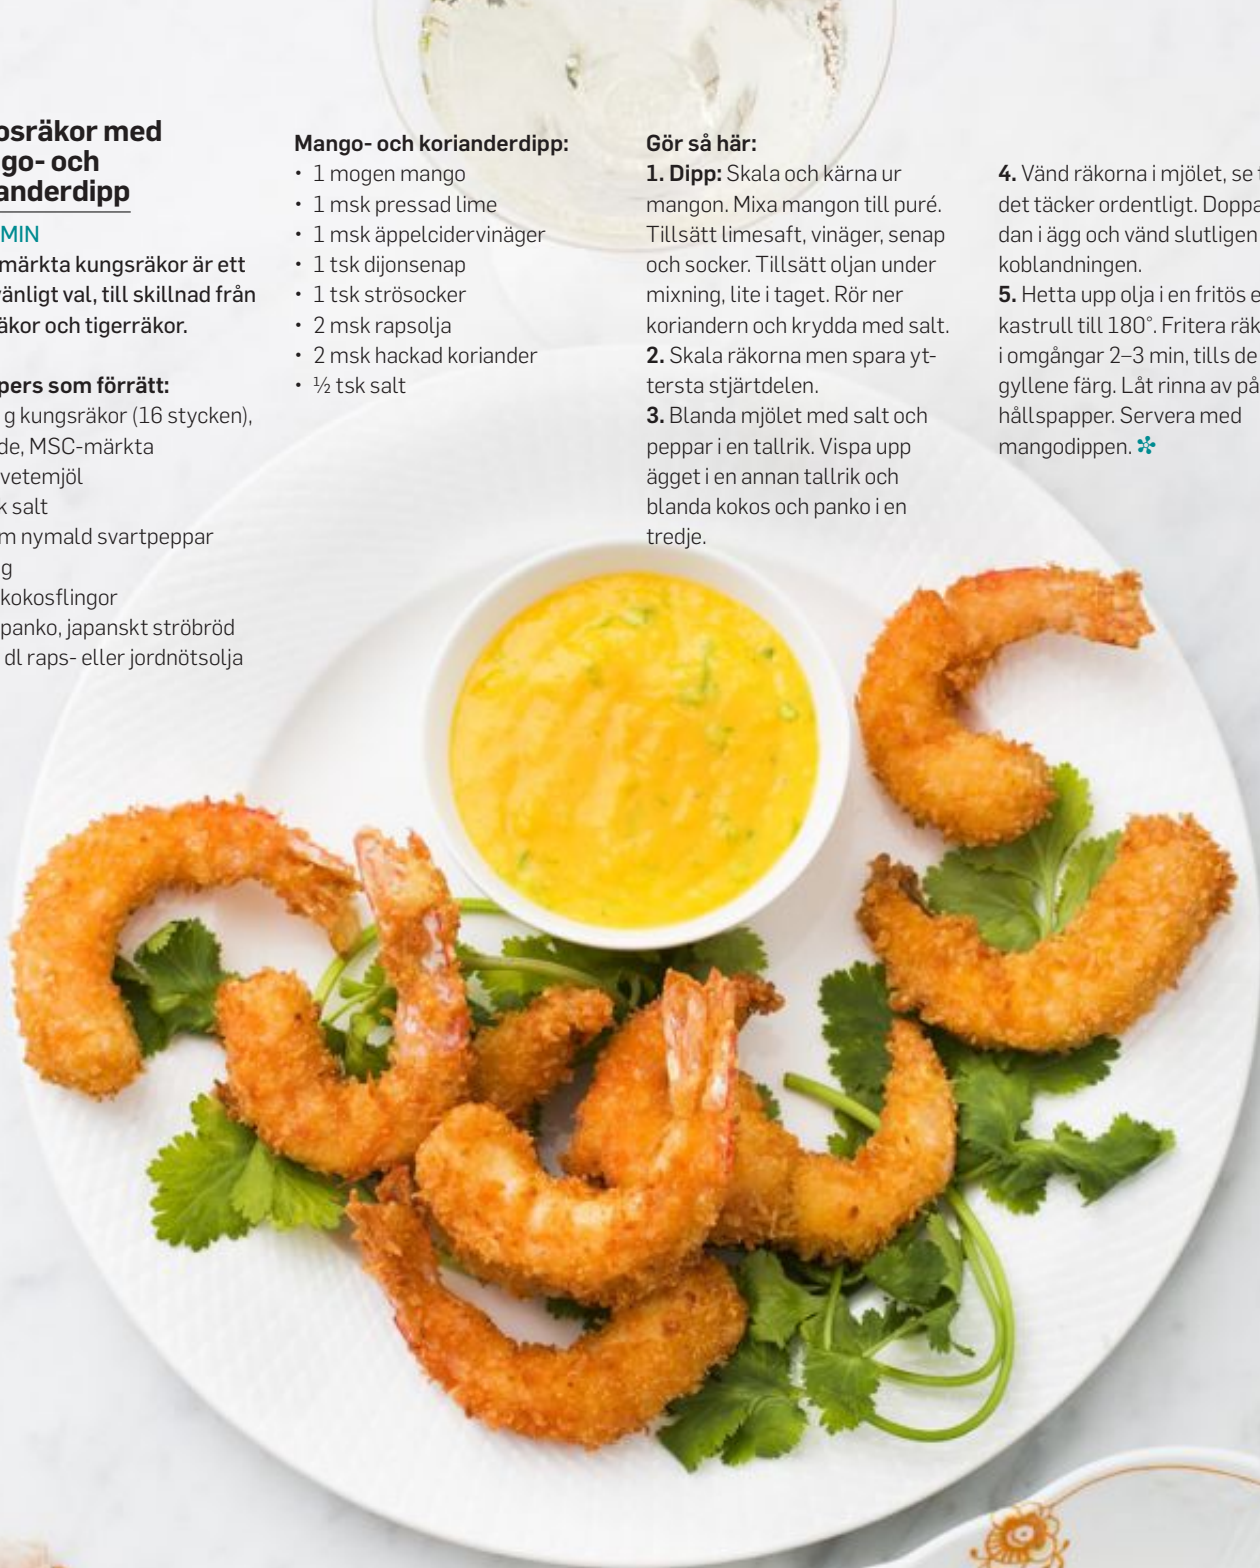 osräkor med
go- och
anderdipp
MIN
märkta kungsräkor är ett
änligt val, till skillnad från
äkor och tigerräkor.
pers som förrätt:
g kungsräkor (16 stycken),
de, MSC-märkta
vetemjöl
k salt
m nymald svartpeppar
g
kokosflingor
panko, japanskt ströbröd
dl raps- eller jordnötsolja
Mango- och korianderdipp:
• 1 mogen mango
• 1 msk pressad lime
• 1 msk äppelcidervinäger
• 1 tsk dijonsenap
• 1 tsk strösocker
• 2 msk rapsolja
• 2 msk hackad koriander
• ½ tsk salt
Gör så här:
1. Dipp: Skala och kärna ur
mangon. Mixa mangon till puré.
Tillsätt limesaft, vinäger, senap
och socker. Tillsätt oljan under
mixning, lite i taget. Rör ner
koriandern och krydda med salt.
2. Skala räkorna men spara yt-
tersta stjärtdelen.
3. Blanda mjölet med salt och
peppar i en tallrik. Vispa upp
ägget i en annan tallrik och
blanda kokos och panko i en
tredje.
4. Vänd räkorna i mjölet, se t
det täcker ordentligt. Doppa
dan i ägg och vänd slutligen
koblandningen.
5. Hetta upp olja i en fritös e
kastrull till 180°. Fritera räk
i omgångar 2–3 min, tills de
gyllene färg. Låt rinna av på
hållspapper. Servera med
mangodippen.